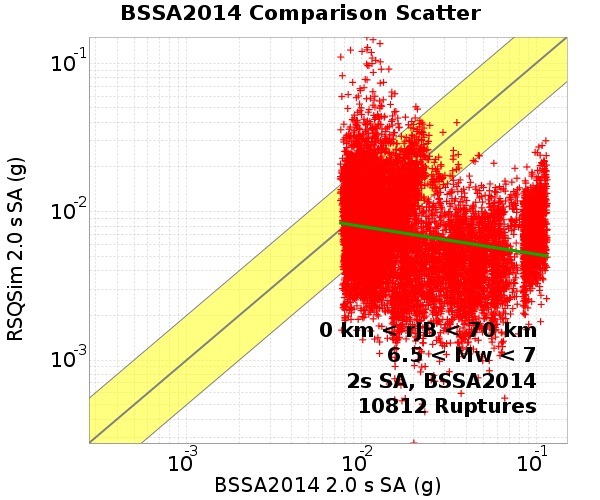 BSSA2014 Comparison Scatter
RSQSim 2.0 s SA (g)
10-1
10-2
10-3
0 km < rJB < 70 km
6.5 < Mw < 7
2s SA, BSSA2014
10812 Ruptures
10-3
10-2
10-1
BSSA2014 2.0 s SA (g)